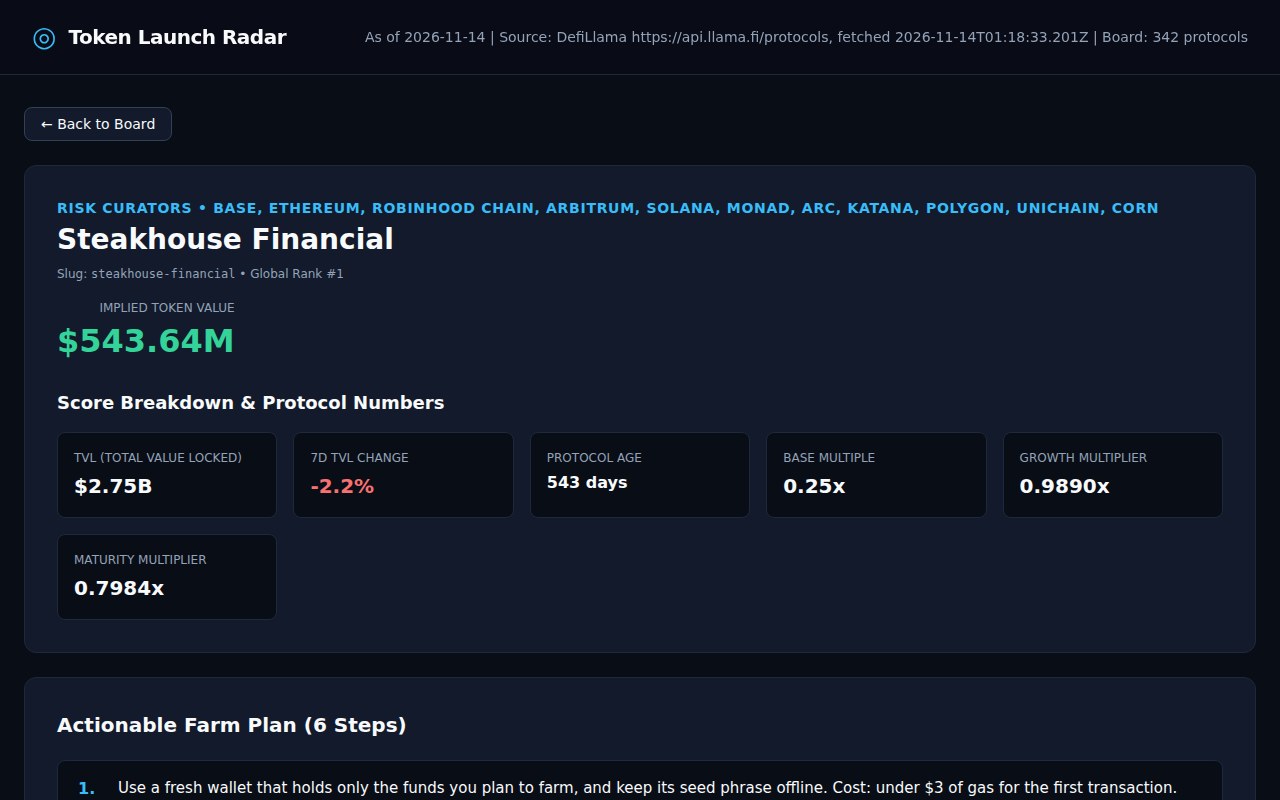 Token Launch Radar
As of 2026-11-14 | Source: DefiLlama https://api.llama.fi/protocols, fetched 2026-11-14T01:18:33.201Z | Board: 342 protocols
← Back to Board
RISK CURATORS • BASE, ETHEREUM, ROBINHOOD CHAIN, ARBITRUM, SOLANA, MONAD, ARC, KATANA, POLYGON, UNICHAIN, CORN
Steakhouse Financial
Slug: steakhouse-financial • Global Rank #1
IMPLIED TOKEN VALUE
$543.64M
Score Breakdown & Protocol Numbers
TVL (TOTAL VALUE LOCKED)
$2.75B
7D TVL CHANGE
-2.2%
PROTOCOL AGE
543 days
BASE MULTIPLE
0.25x
GROWTH MULTIPLIER
0.9890x
MATURITY MULTIPLIER
0.7984x
Actionable Farm Plan (6 Steps)
1. Use a fresh wallet that holds only the funds you plan to farm, and keep its seed phrase offline. Cost: under $3 of gas for the first transaction.